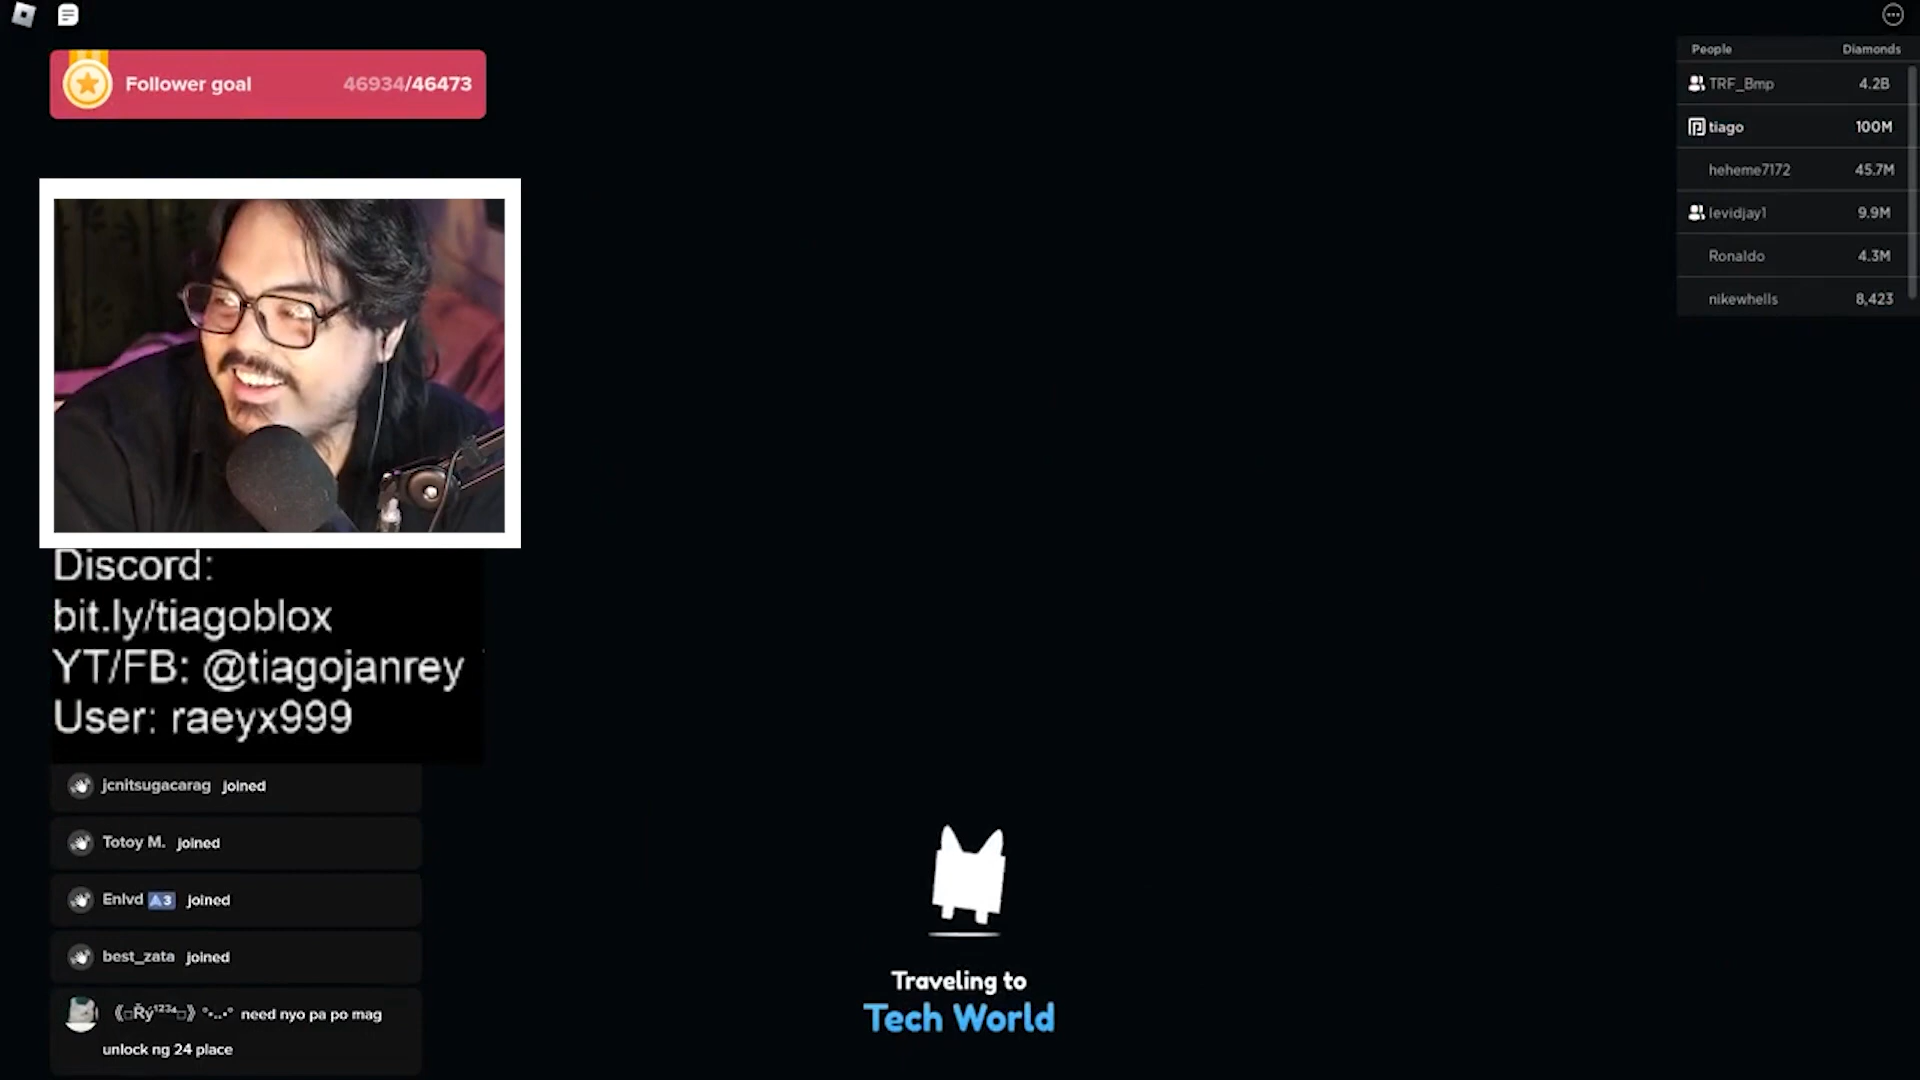 Follower goal 46934/46473
People Diamonds
TRF_Bmp 4.2B
tiago 100M
heheme7172 45.7M
levidjay1 9.9M
Ronaldo 4.3M
nikewhells 8,423
Discord:
bit.ly/tiagoblox
YT/FB: @tiagojanrey
User: raeyx999
jcnitsugacarag joined
Totoy M. joined
Enlvd A3 joined
best_zata joined
need nyo pa po mag
unlock ng 24 place
Traveling to
Tech World